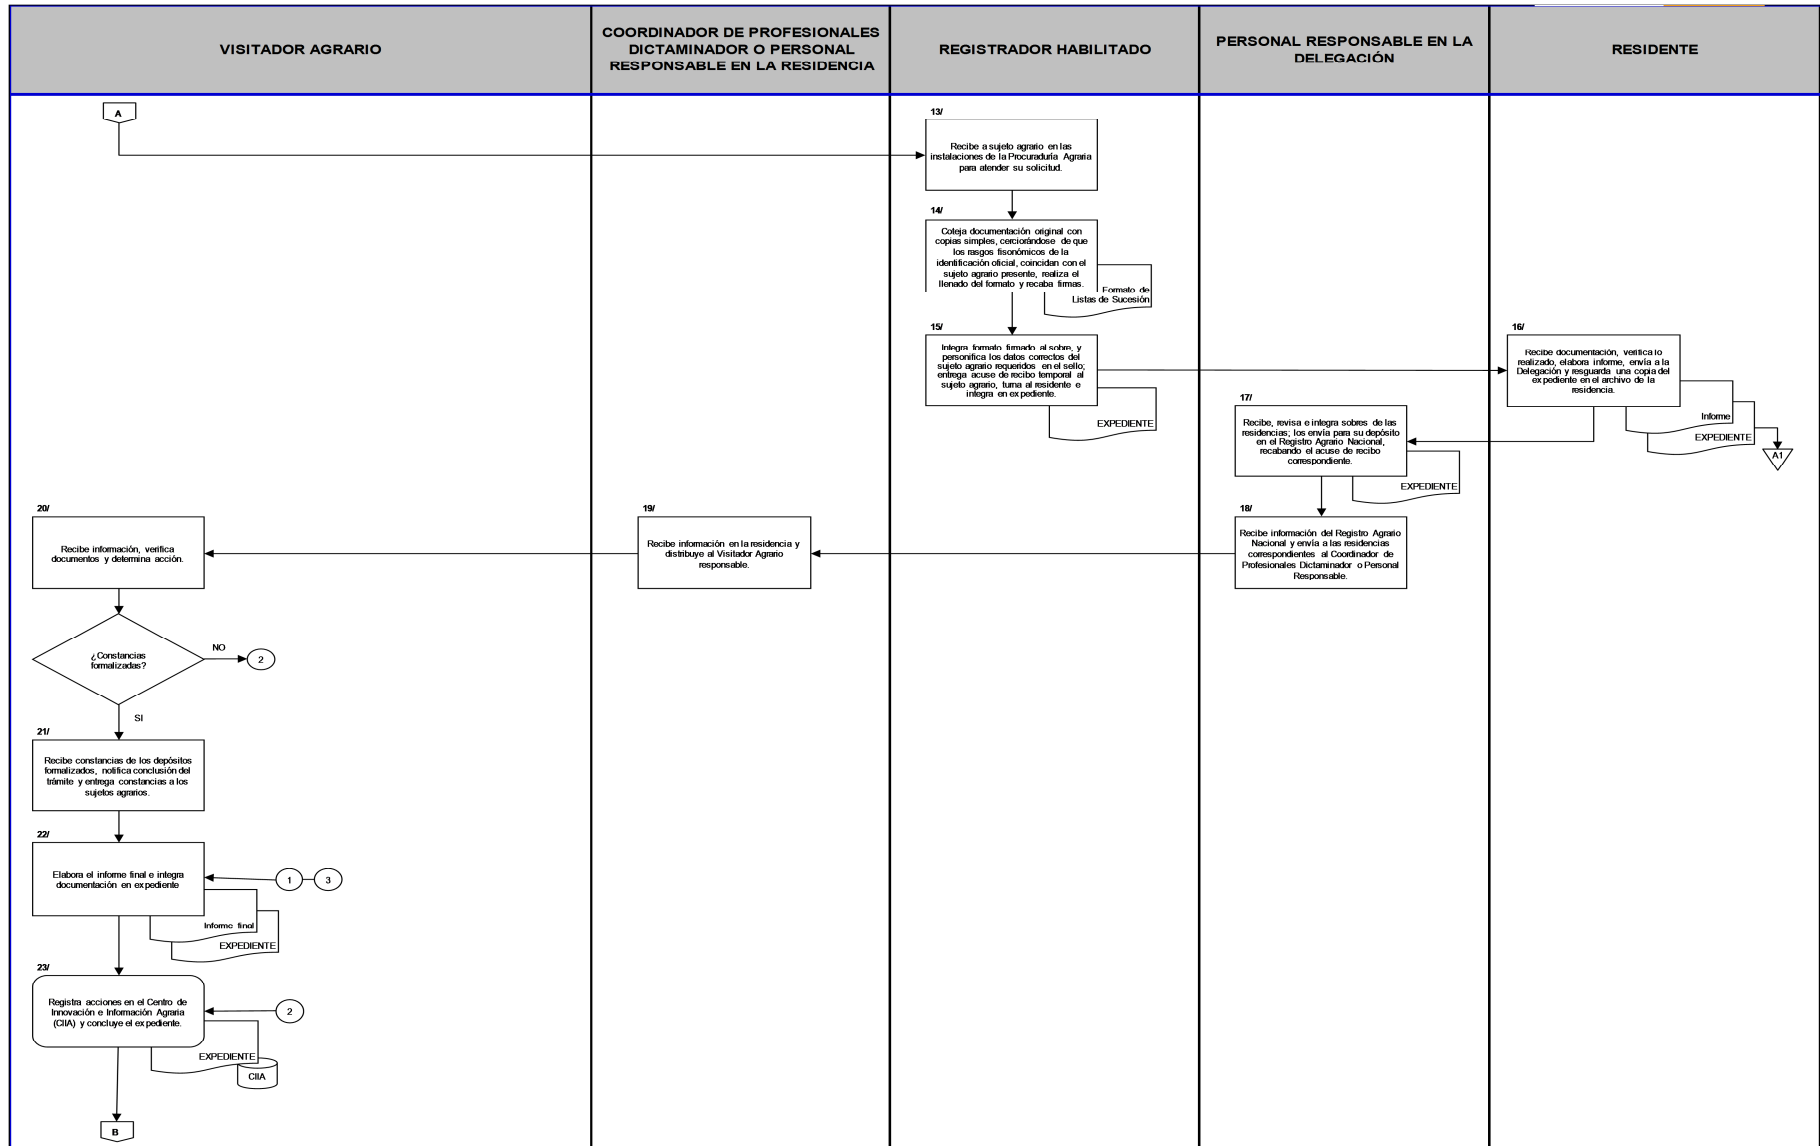 VISITADOR AGRARIO
COORDINADOR DE PROFESIONALES
DICTAMINADOR O PERSONAL
RESPONSABLE EN LA RESIDENCIA
REGISTRADOR HABILITADO
PERSONAL RESPONSABLE EN LA
DELEGACIÓN
RESIDENTE
A
13/
Recibe a sujeto agrario en las
instalaciones de la Procuraduría Agraria
para atender su solicitud.
14/
Coteja documentación original con
copias simples, cerciorándose de que
los rasgos fisonómicos de la
identificación oficial, coincidan con el
sujeto agrario presente, realiza el
llenado del formato y recaba firmas.
Formato de
Listas de Sucesión
15/
Integra formato firmado al sobre, y
personifica los datos correctos del
sujeto agrario requeridos en el sello;
entrega acuse de recibo temporal al
sujeto agrario, turna al residente e
integra en expediente.
EXPEDIENTE
16/
Recibe documentación, verifica lo
realizado, elabora informe, envía a la
Delegación y resguarda una copia del
expediente en el archivo de la
residencia.
Informe
EXPEDIENTE
A1
17/
Recibe, revisa e integra sobres de las
residencias; los envía para su depósito
en el Registro Agrario Nacional,
recabando el acuse de recibo
correspondiente.
EXPEDIENTE
18/
Recibe información del Registro Agrario
Nacional y envía a las residencias
correspondientes al Coordinador de
Profesionales Dictaminador o Personal
Responsable.
19/
Recibe información en la residencia y
distribuye al Visitador Agrario
responsable.
20/
Recibe información, verifica
documentos y determina acción.
¿Constancias
formalizadas?
NO
2
SI
21/
Recibe constancias de los depósitos
formalizados, notifica conclusión del
trámite y entrega constancias a los
sujetos agrarios.
22/
Elabora el informe final e integra
documentación en expediente
1
3
Informe final
EXPEDIENTE
23/
Registra acciones en el Centro de
Innovación e Información Agraria
(CIIA) y concluye el expediente.
2
EXPEDIENTE
CIIA
B